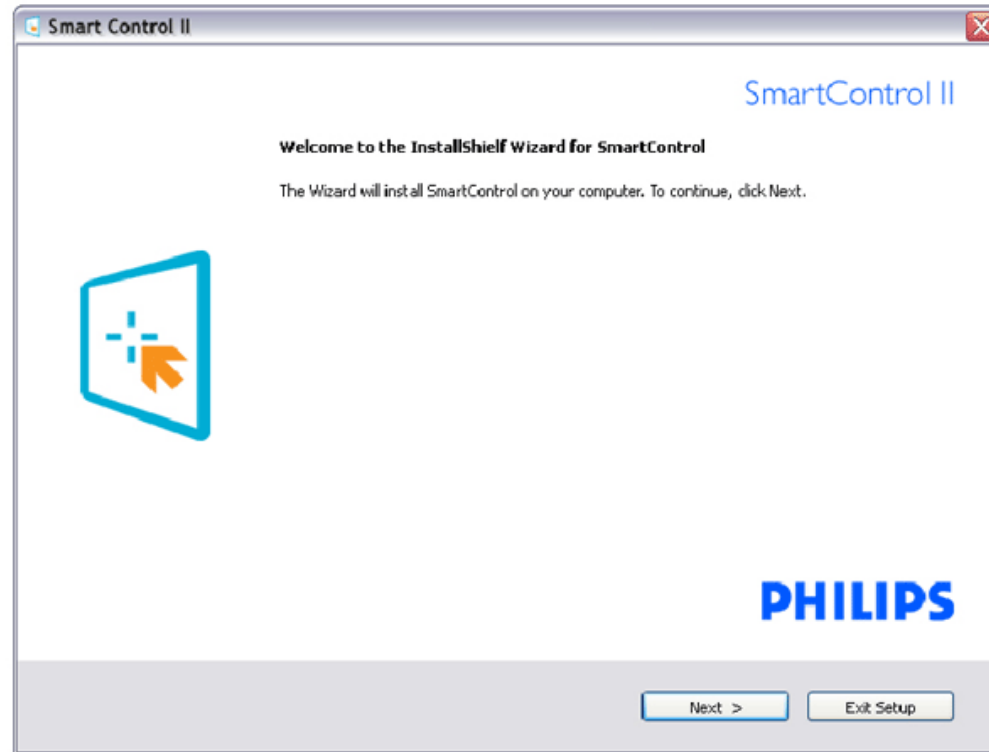 Smart Control II
SmartControl II
Welcome to the InstallShielf Wizard for SmartControl
The Wizard will install SmartControl on your computer. To continue, click Next.
PHILIPS
Next >
Exit Setup